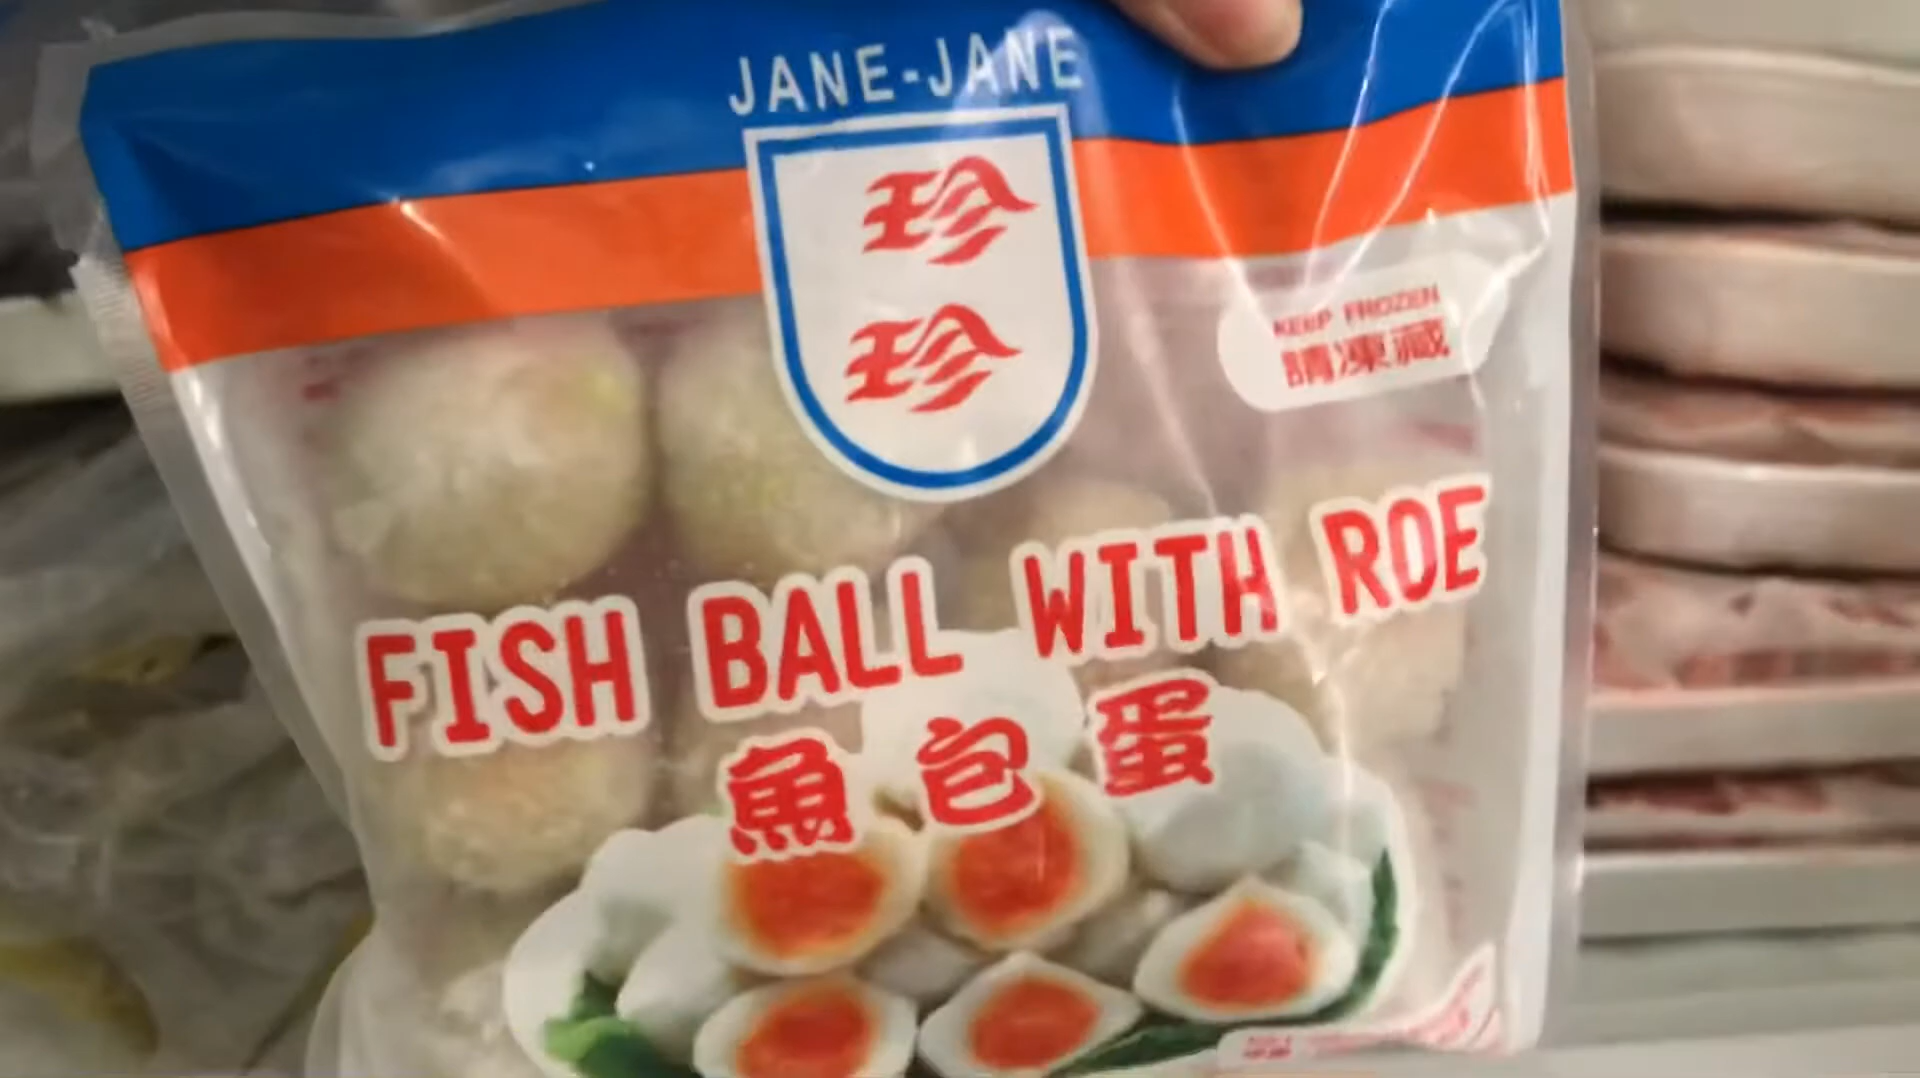 JANE-JANE
珍
珍
KEEP FROZEN
請凍藏
FISH BALL WITH ROE
魚包蛋